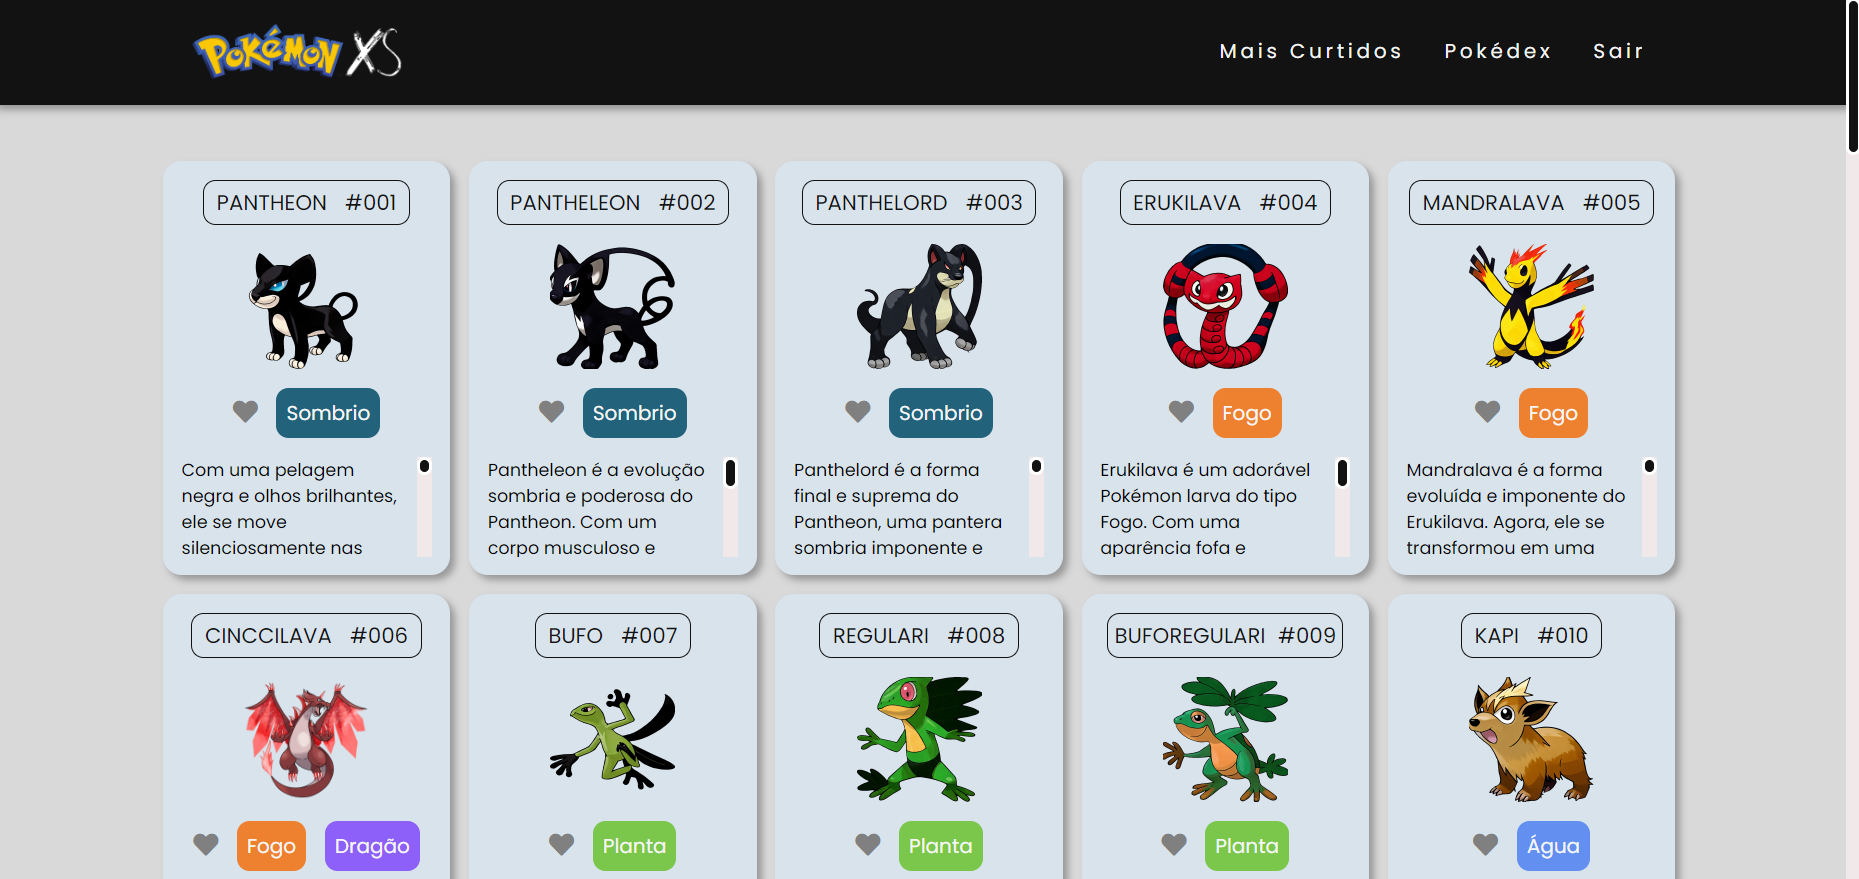 POKÉMON XS
Mais Curtidos Pokédex Sair
PANTHEON #001
Sombrio
Com uma pelagem
negra e olhos brilhantes,
ele se move
silenciosamente nas
PANTHELEON #002
Sombrio
Pantheleon é a evolução
sombria e poderosa do
Pantheon. Com um
corpo musculoso e
PANTHELORD #003
Sombrio
Panthelord é a forma
final e suprema do
Pantheon, uma pantera
sombria imponente e
ERUKILAVA #004
Fogo
Erukilava é um adorável
Pokémon larva do tipo
Fogo. Com uma
aparência fofa e
MANDRALAVA #005
Fogo
Mandralava é a forma
evoluída e imponente do
Erukilava. Agora, ele se
transformou em uma
CINCCILAVA #006
Fogo Dragão
BUFO #007
Planta
REGULARI #008
Planta
BUFOREGULARI #009
Planta
KAPI #010
Água